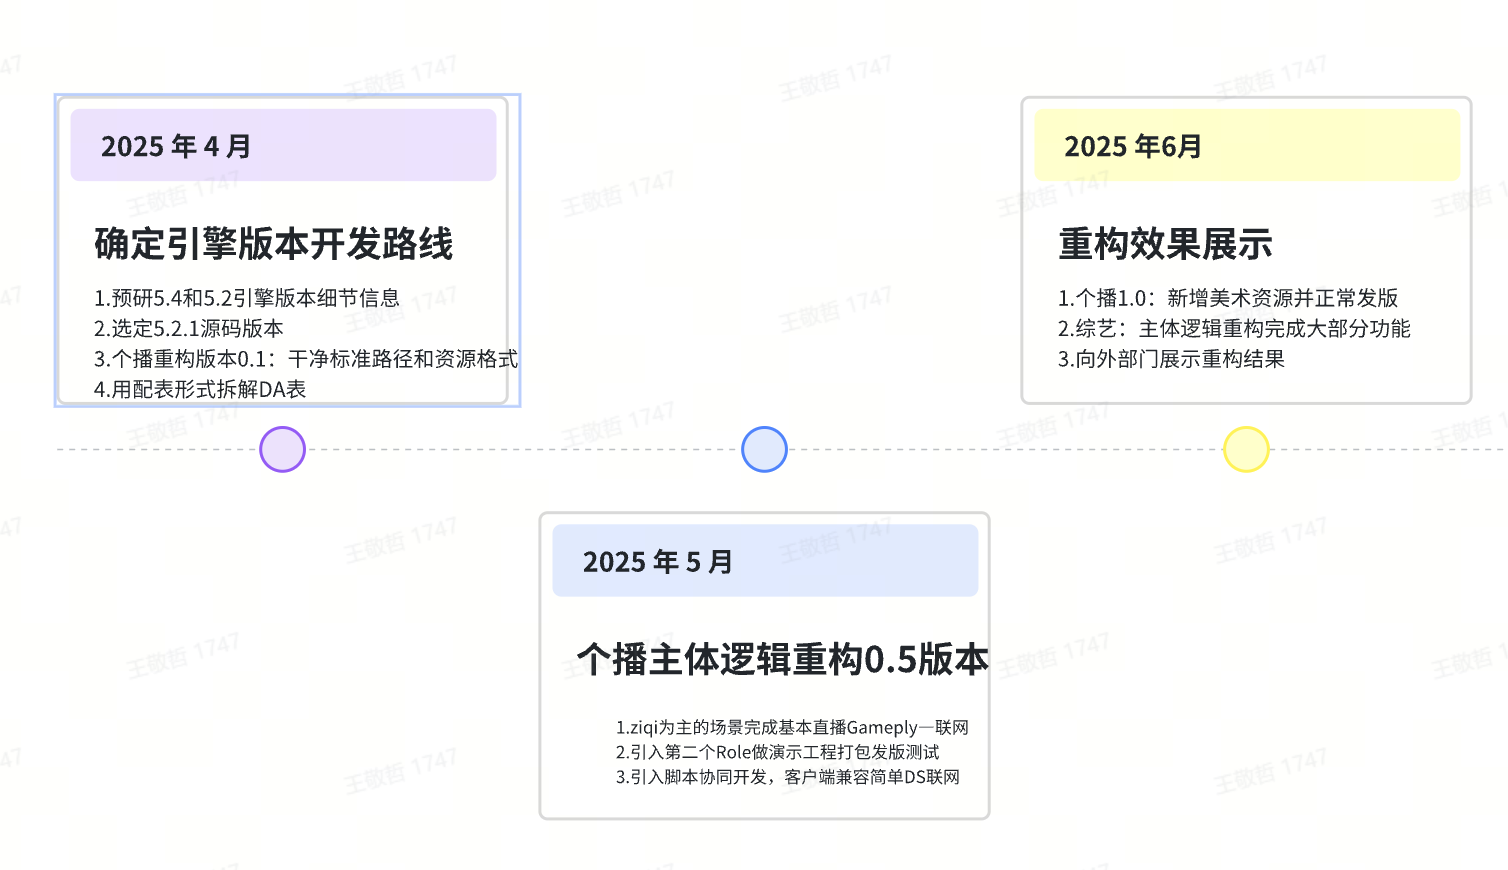 2025 年 4 月
确定引擎版本开发路线
1.预研5.4和5.2引擎版本细节信息
2.选定5.2.1源码版本
3.个播重构版本0.1：干净标准路径和资源格式
4.用配表形式拆解DA表
2025 年 5 月
个播主体逻辑重构0.5版本
1.ziqi为主的场景完成基本直播Gameply—联网
2.引入第二个Role做演示工程打包发版测试
3.引入脚本协同开发，客户端兼容简单DS联网
2025 年6月
重构效果展示
1.个播1.0：新增美术资源并正常发版
2.综艺：主体逻辑重构完成大部分功能
3.向外部门展示重构结果
王敬哲 1747